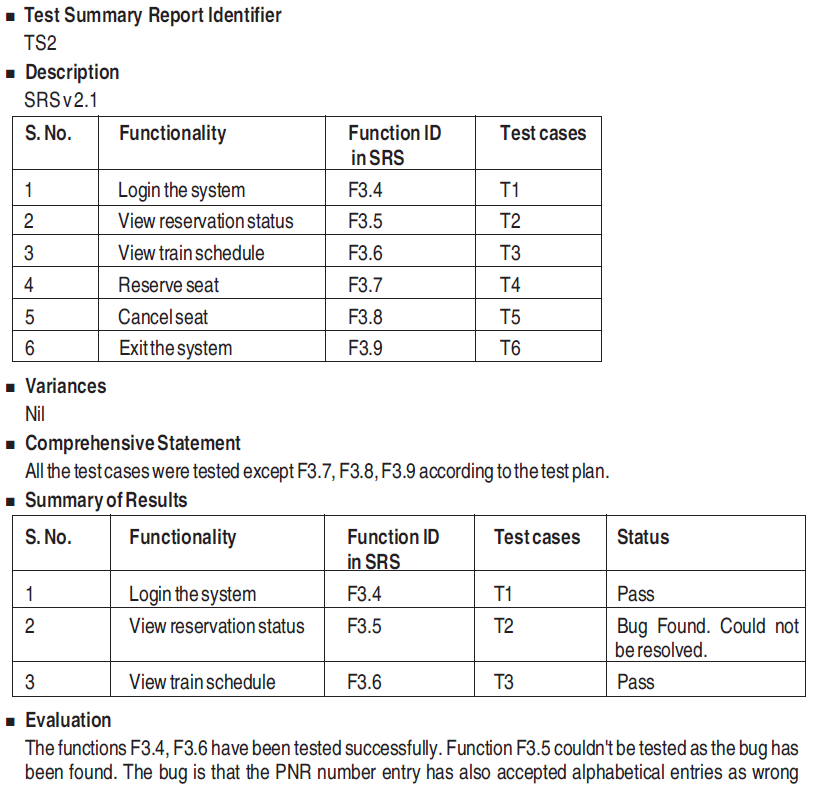 ▪ Test Summary Report Identifier
TS2
▪ Description
SRS v 2.1
S. No. Functionality Function ID in SRS Test cases
1 Login the system F3.4 T1
2 View reservation status F3.5 T2
3 View train schedule F3.6 T3
4 Reserve seat F3.7 T4
5 Cancel seat F3.8 T5
6 Exit the system F3.9 T6
▪ Variances
Nil
▪ Comprehensive Statement
All the test cases were tested except F3.7, F3.8, F3.9 according to the test plan.
▪ Summary of Results
S. No. Functionality Function ID in SRS Test cases Status
1 Login the system F3.4 T1 Pass
2 View reservation status F3.5 T2 Bug Found. Could not be resolved.
3 View train schedule F3.6 T3 Pass
▪ Evaluation
The functions F3.4, F3.6 have been tested successfully. Function F3.5 couldn't be tested as the bug has
been found. The bug is that the PNR number entry has also accepted alphabetical entries as wrong